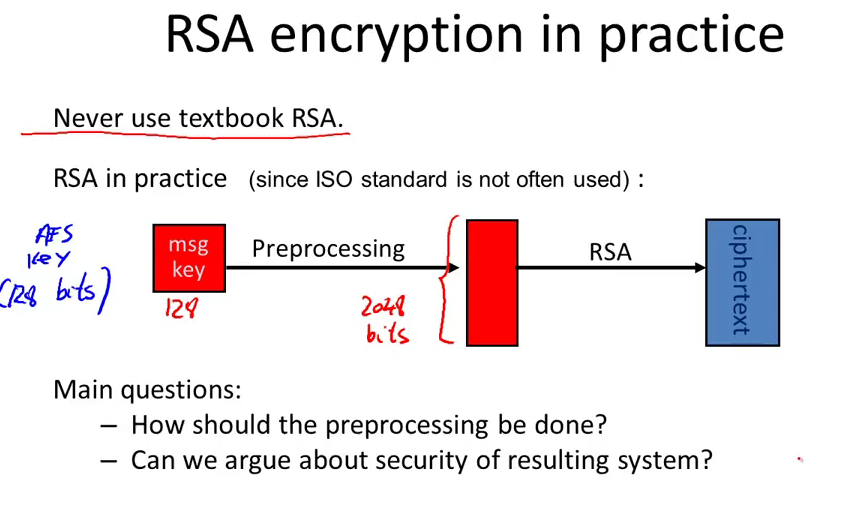 RSA encryption in practice
Never use textbook RSA.
RSA in practice (since ISO standard is not often used) :
AES
key
(128 bits)
msg
key
128
Preprocessing
2048
bits
RSA
ciphertext
Main questions:
– How should the preprocessing be done?
– Can we argue about security of resulting system?